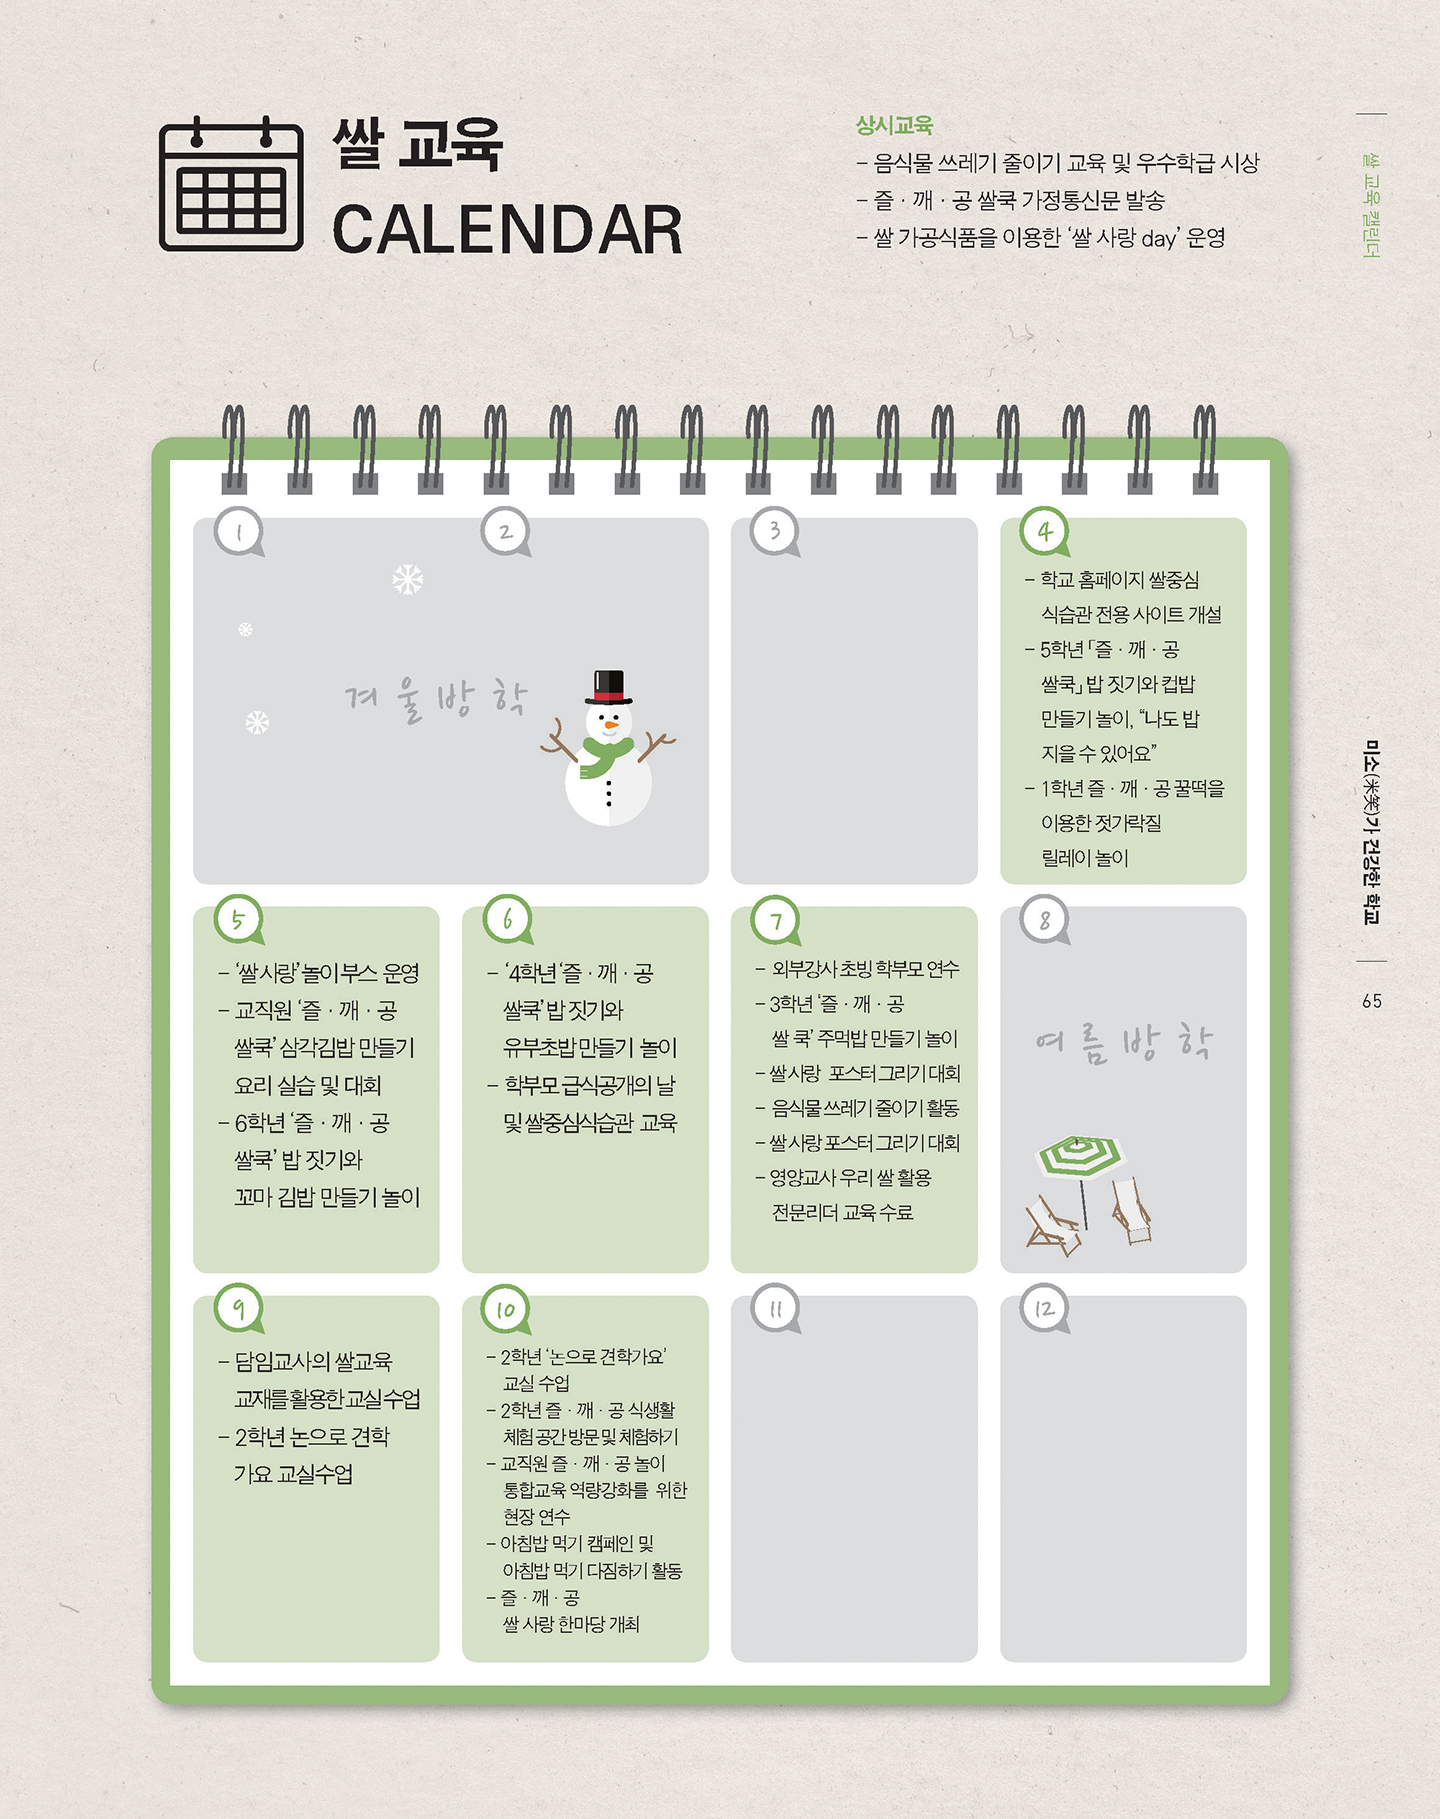 쌀 교육
CALENDAR
상시교육
– 음식물 쓰레기 줄이기 교육 및 우수학급 시상
– 즐 · 깨 · 공 쌀쿡 가정통신문 발송
– 쌀 가공식품을 이용한 ‘쌀 사랑 day’ 운영
쌀 교육 캘린더
미소(米笑)가 건강한 학교
65
1
2
겨울방학
3
4
– 학교 홈페이지 쌀중심
식습관 전용 사이트 개설
– 5학년 「즐 · 깨 · 공
쌀쿡」 밥 짓기와 컵밥
만들기 놀이, “나도 밥
지을 수 있어요”
– 1학년 즐 · 깨 · 공 꿀떡을
이용한 젓가락질
릴레이 놀이
5
– ‘쌀 사랑’ 놀이부스 운영
– 교직원 ‘즐 · 깨 · 공
쌀쿡’ 삼각김밥 만들기
요리 실습 및 대회
– 6학년 ‘즐 · 깨 · 공
쌀쿡’ 밥 짓기와
꼬마 김밥 만들기 놀이
6
– ‘4학년 ‘즐 · 깨 · 공
쌀쿡’ 밥 짓기와
유부초밥 만들기 놀이
– 학부모 급식공개의 날
및 쌀중심식습관 교육
7
– 외부강사 초빙 학부모 연수
– 3학년 ‘즐 · 깨 · 공
쌀 쿡’ 주먹밥 만들기 놀이
– 쌀 사랑 포스터 그리기 대회
– 음식물 쓰레기 줄이기 활동
– 쌀 사랑 포스터 그리기 대회
– 영양교사 우리 쌀 활용
전문리더 교육 수료
8
여름방학
9
– 담임교사의 쌀교육
교재를 활용한 교실 수업
– 2학년 논으로 견학
가요 교실수업
10
– 2학년 ‘논으로 견학가요’
교실 수업
– 2학년 즐 · 깨 · 공 식생활
체험 공간 방문 및 체험하기
– 교직원 즐 · 깨 · 공 놀이
통합교육 역량강화를 위한
현장 연수
– 아침밥 먹기 캠페인 및
아침밥 먹기 다짐하기 활동
– 즐 · 깨 · 공
쌀 사랑 한마당 개최
11
12